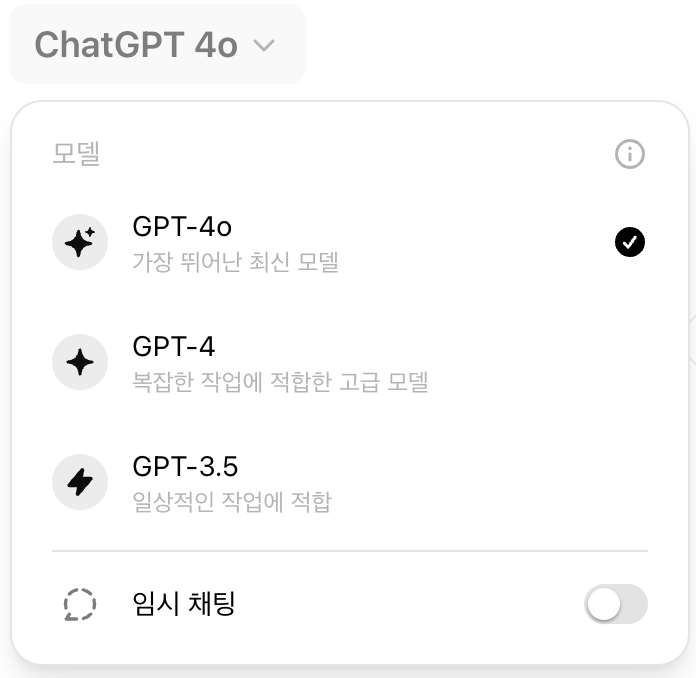 ChatGPT 4o
모델
GPT-4o
가장 뛰어난 최신 모델
GPT-4
복잡한 작업에 적합한 고급 모델
GPT-3.5
일상적인 작업에 적합
임시 채팅